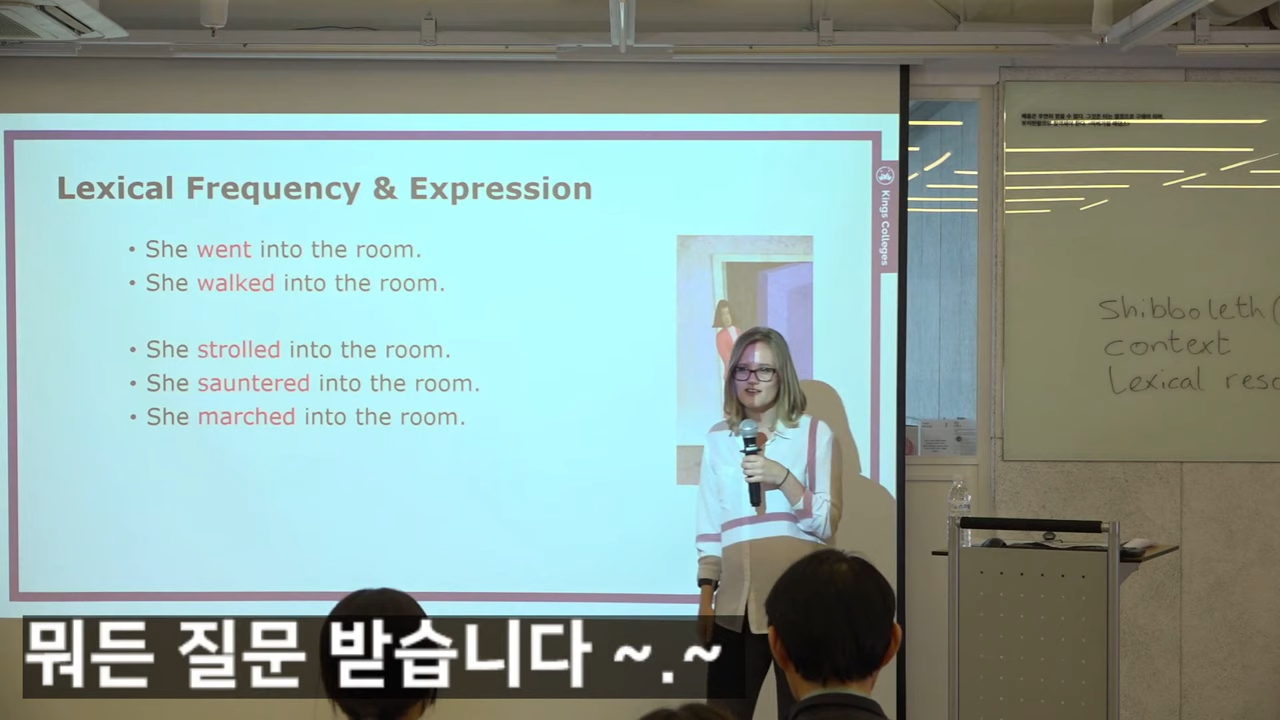 Lexical Frequency & Expression
• She went into the room.
• She walked into the room.
• She strolled into the room.
• She sauntered into the room.
• She marched into the room.
Kings Colleges
Shibboleth (
context
Lexical reso
뭐든 질문 받습니다 ~.~